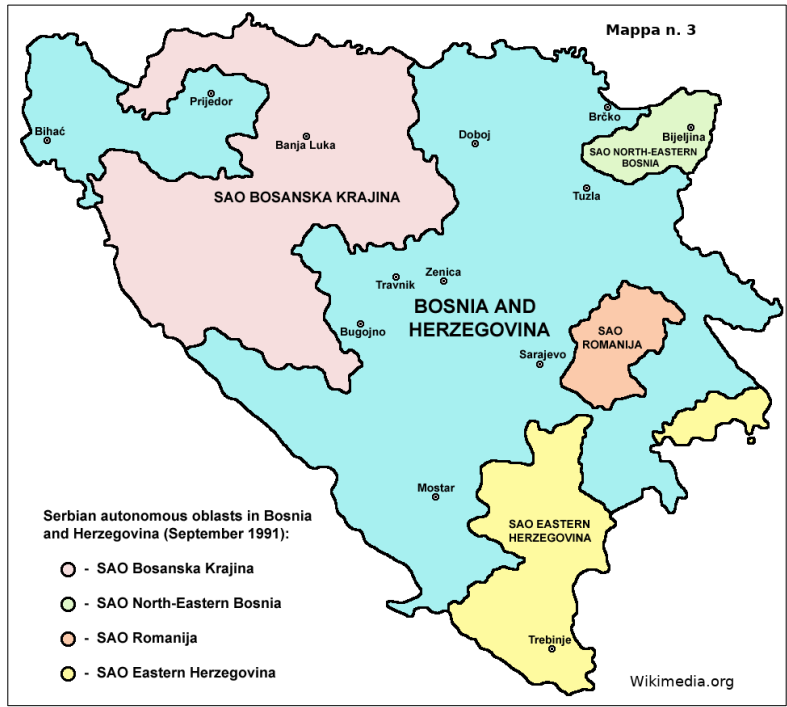 Mappa n. 3
Prijedor
Brčko
Bihać
Banja Luka
Doboj
Bijeljina
SAO NORTH-EASTERN
BOSNIA
SAO BOSANSKA KRAJINA
Tuzla
Zenica
Travnik
BOSNIA AND
HERZEGOVINA
Bugojno
SAO
ROMANIJA
Sarajevo
Mostar
SAO EASTERN
HERZEGOVINA
Trebinje
Serbian autonomous oblasts in Bosnia
and Herzegovina (September 1991):
- SAO Bosanska Krajina
- SAO North-Eastern Bosnia
- SAO Romanija
- SAO Eastern Herzegovina
Wikimedia.org